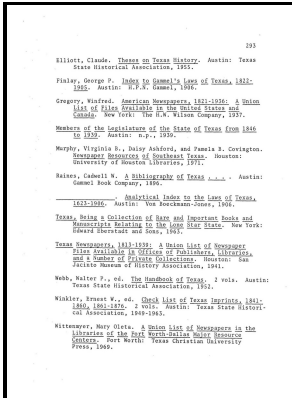 293
Elliott, Claude. Theses on Texas History. Austin: Texas
State Historical Association, 1955.
Finlay, George P. Index to Gammel's Laws of Texas, 1822-
1905. Austin: H.P.N. Gammel, 1906.
Gregory, Winfred. American Newspapers, 1821-1936: A Union
List of Files Available in the United States and
Canada. New York: The H.W. Wilson Company, 1937.
Members of the Legislature of the State of Texas from 1846
to 1939. Austin: n.p., 1939.
Murphy, Virginia B., Daisy Ashford, and Pamela B. Covington.
Newspaper Resources of Southeast Texas. Houston:
University of Houston Libraries, 1971.
Raines, Cadwell W. A Bibliography of Texas . . . . Austin:
Gammel Book Company, 1896.
________. Analytical Index to the Laws of Texas,
1623-1906. Austin: Von Boeckmann-Jones, 1906.
Texas, Being a Collection of Rare and Important Books and
Manuscripts Relating to the Lone Star State. New York:
Edward Eberstadt and Sons, 1963.
Texas Newspapers, 1813-1939: A Union List of Newspaper
Files Available in Offices of Publishers, Libraries,
and a Number of Private Collections. Houston: San
Jacinto Museum of History Association, 1941.
Webb, Walter P., ed. The Handbook of Texas. 2 vols. Austin:
Texas State Historical Association, 1952.
Winkler, Ernest W., ed. Check List of Texas Imprints, 1841-
1860, 1861-1876. 2 vols. Austin: Texas State Histori-
cal Association, 1949-1963.
Wittenmyer, Mary Oleta. A Union List of Newspapers in the
Libraries of the Fort Worth-Dallas Major Resource
Centers. Fort Worth: Texas Christian University
Press, 1969.